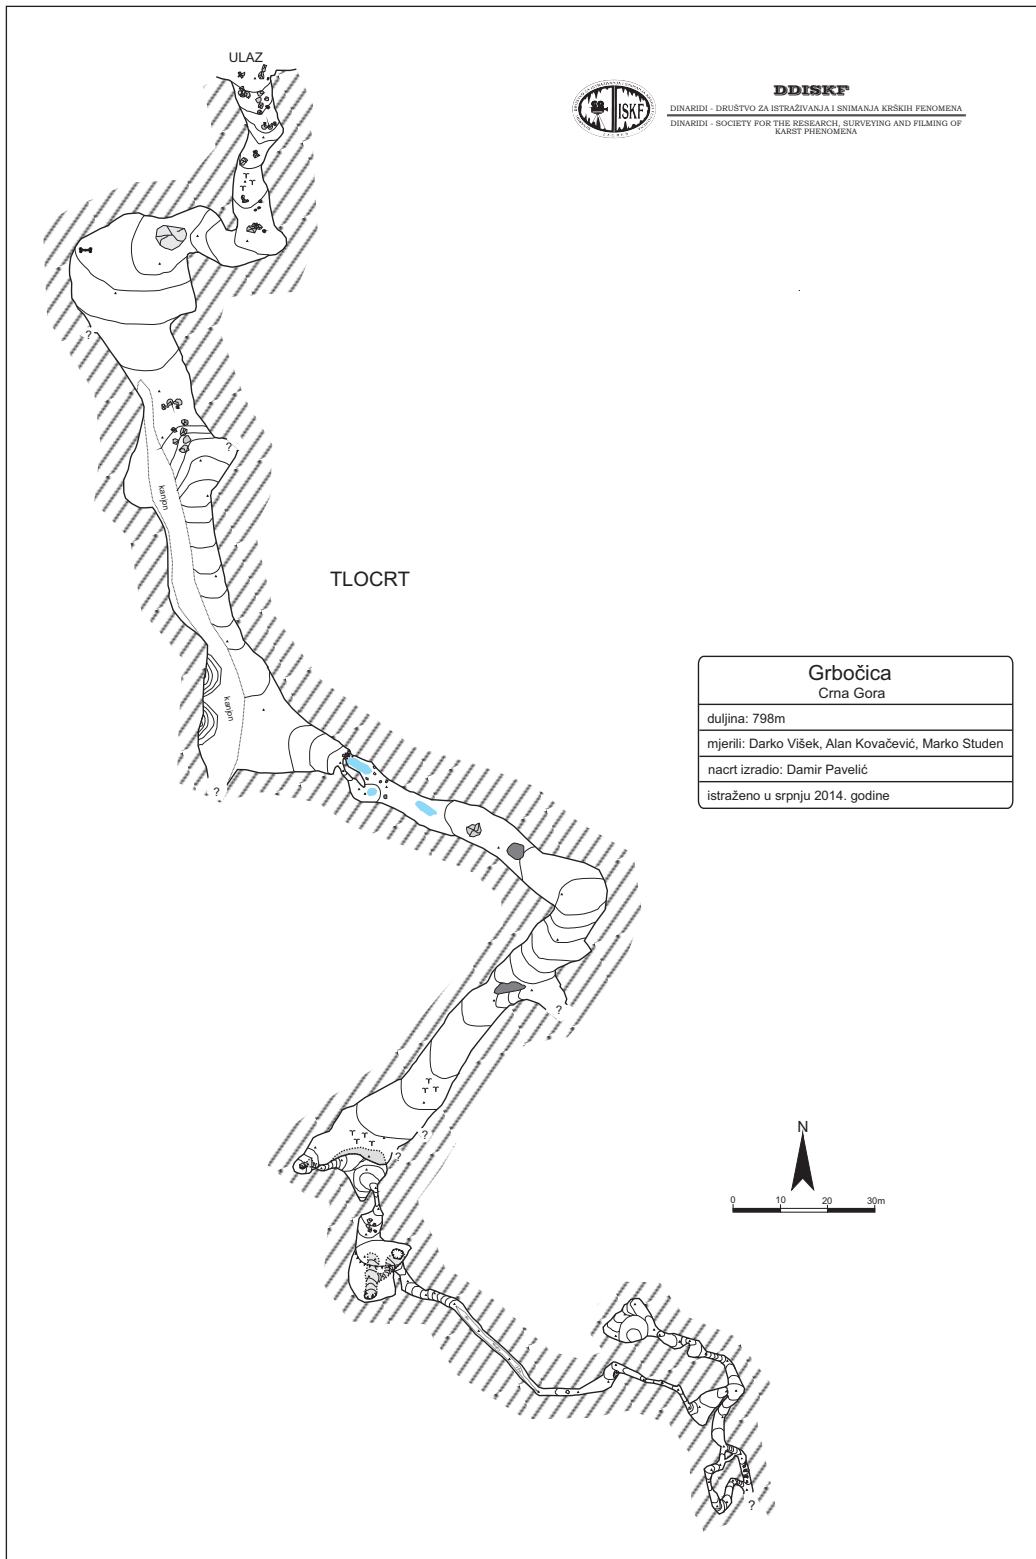 ULAZ
ISKF
DDISKF
DINARIDI - DRUŠTVO ZA ISTRAŽIVANJA I SNIMANJA KRŠKIH FENOMENA
DINARIDI - SOCIETY FOR THE RESEARCH, SURVEYING AND FILMING OF
KARST PHENOMENA
?
?
kanjon
TLOCRT
kanjon
?
Grbočica
Crna Gora
duljina: 798m
mjerili: Darko Višek, Alan Kovačević, Marko Studen
nacrt izradio: Damir Pavelić
istraženo u srpnju 2014. godine
?
?
?
N
0 10 20 30m
?